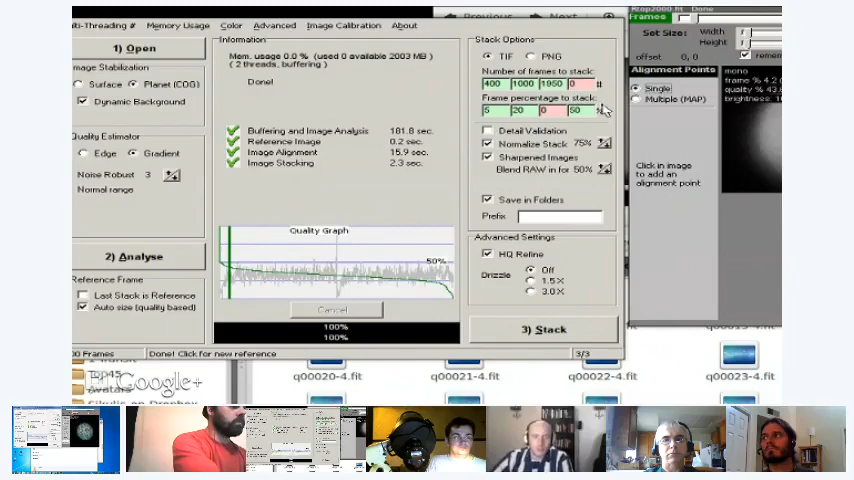 Previous Next
Rtop2000 M Done
ulti-Threading # Memory Usage Color Advanced Image Calibration About
Frames
1) Open
Image Stabilization
Surface Planet (COG)
Dynamic Background
Quality Estimator
Edge Gradient
Noise Robust 3
Normal range
2) Analyse
Reference Frame
Last Stack is Reference
Auto size (quality based)
Information
Mem. usage 0.0 % (used 0 available 2003 MB)
( 2 threads, buffering)
Done!
Buffering and Image Analysis 181.8 sec.
Reference Image 0.2 sec.
Image Alignment 15.9 sec.
Image Stacking 2.3 sec.
Quality Graph
50%
Cancel
100%
100%
Stack Options
TIF PNG
Number of frames to stack:
400 1000 1950 0 #
Frame percentage to stack:
5 20 0 50 %
Detail Validation
Normalize Stack 75%
Sharpened Images
Blend RAW in for 50%
Save in Folders
Prefix
Advanced Settings
HQ Refine
Drizzle Off
1.5X
3.0X
3) Stack
Set Size: Width
Height
offset 0, 0
Alignment Points
Single
Multiple (MAP)
Click in image
to add an
alignment point
mono
frame % 4.2
00 Frames Done! Click for new reference 3/3
Top45
Avatars
Google+
q00020-4.fit q00021-4.fit q00022-4.fit q00023-4.fit